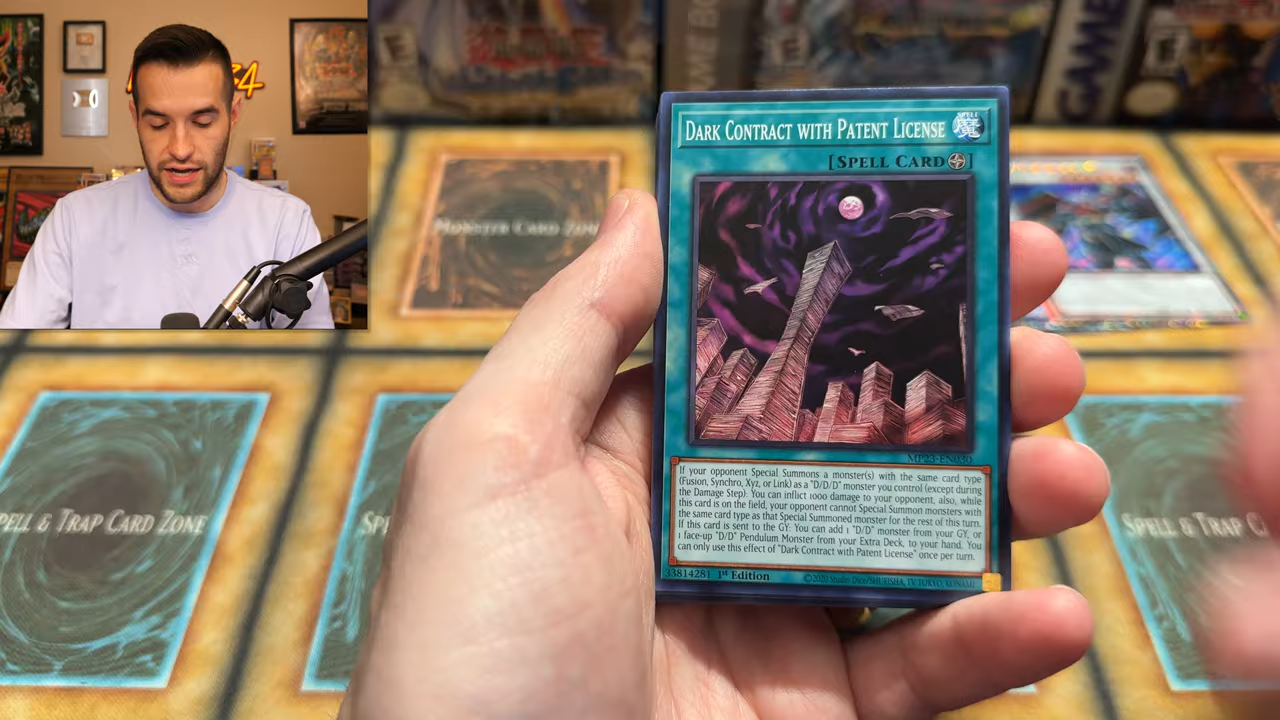 DARK CONTRACT WITH PATENT LICENSE
SPELL
魔
[SPELL CARD ]
MP23-EN030
If your opponent Special Summons a monster(s) with the same card type
(Fusion, Synchro, Xyz, or Link) as a "D/D/D" monster you control (except during
the Damage Step): You can inflict 1000 damage to your opponent, also, while
this card is on the field, your opponent cannot Special Summon monsters with
the same card type as that Special Summoned monster for the rest of this turn.
If this card is sent to the GY: You can add 1 "D/D" monster from your GY, or
1 face-up "D/D" Pendulum Monster from your Extra Deck, to your hand. You
can only use this effect of "Dark Contract with Patent License" once per turn.
33814281 1st Edition
©2020 Studio Dice/SHUEISHA, TV TOKYO, KONAMI
MONSTER CARD ZONE
SPELL & TRAP CARD ZONE
SPE
SPELL & TRAP C
GAME
E
E
E